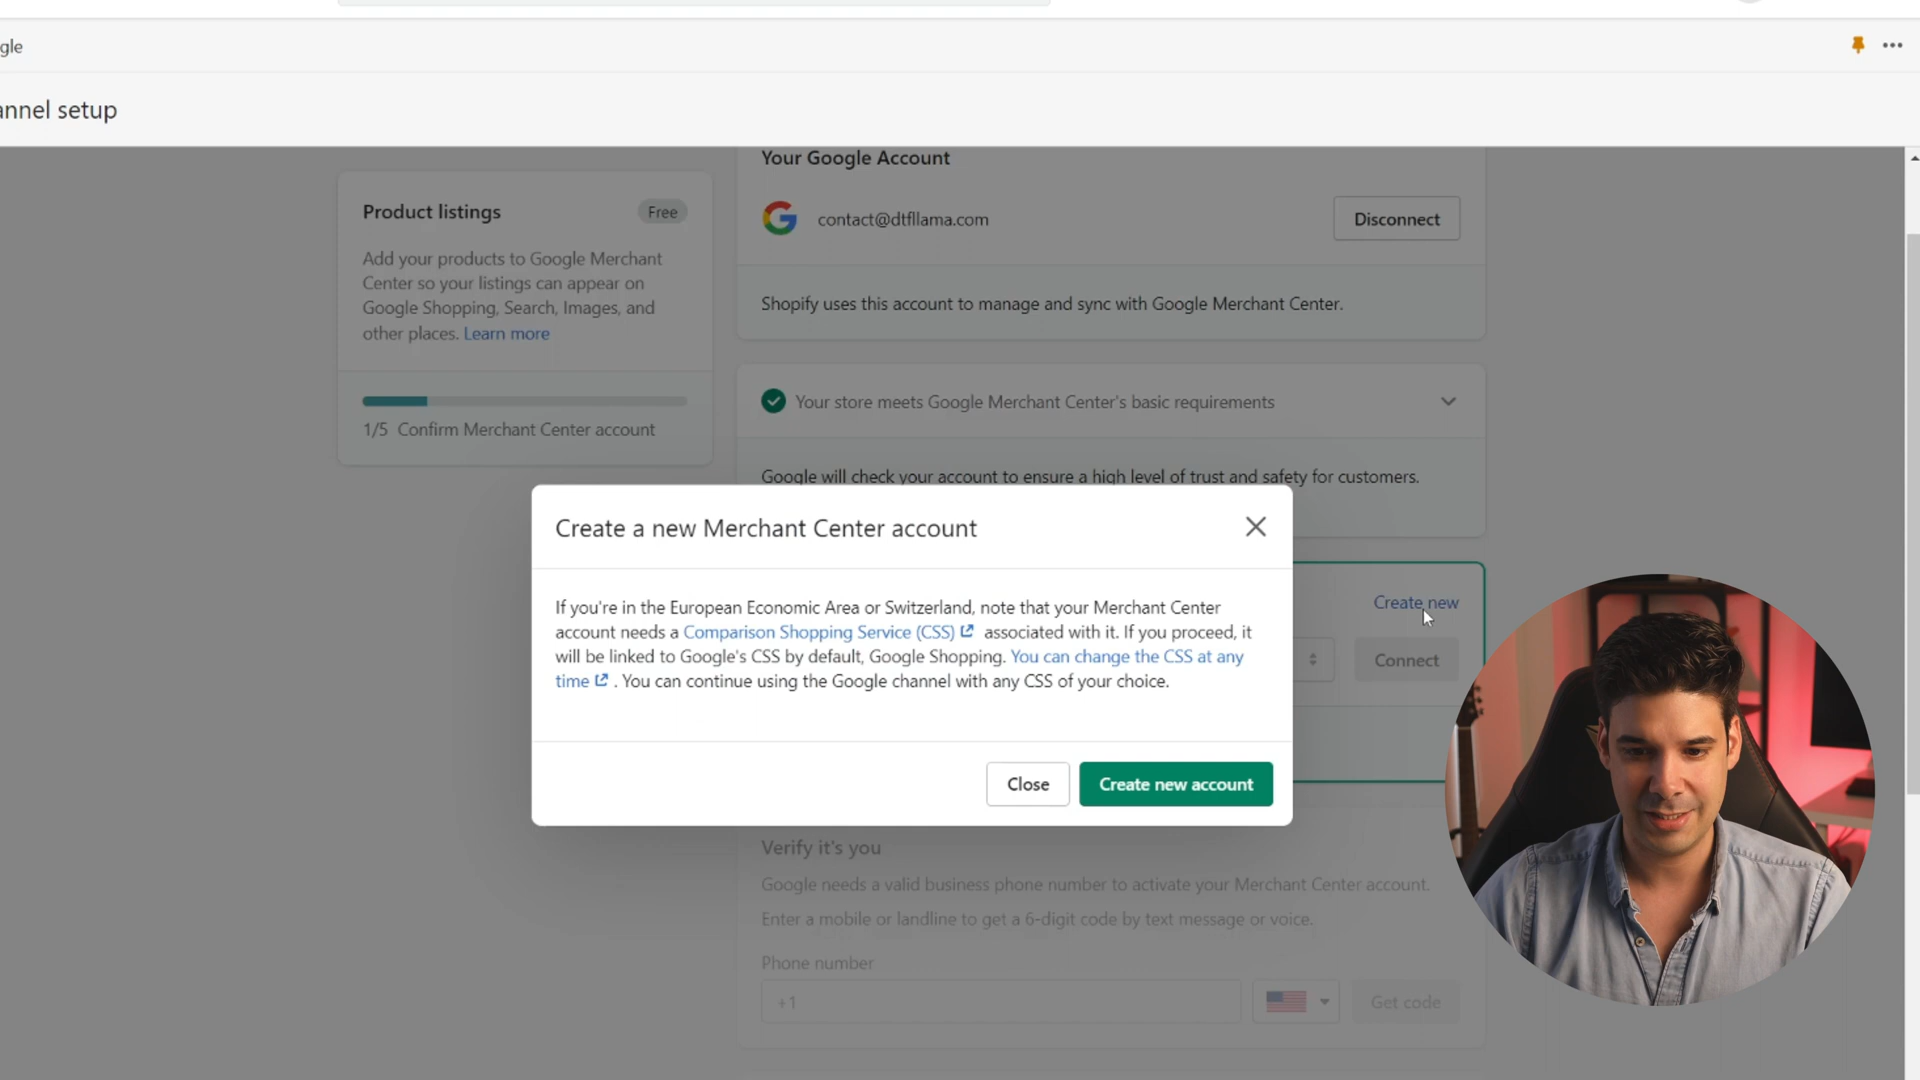 gle
annel setup
Product listings
Free
Add your products to Google Merchant
Center so your listings can appear on
Google Shopping, Search, Images, and
other places. Learn more
1/5 Confirm Merchant Center account
Your Google Account
contact@dtfllama.com
Disconnect
Shopify uses this account to manage and sync with Google Merchant Center.
Your store meets Google Merchant Center's basic requirements
Google will check your account to ensure a high level of trust and safety for customers.
Create a new Merchant Center account
If you're in the European Economic Area or Switzerland, note that your Merchant Center
account needs a Comparison Shopping Service (CSS) associated with it. If you proceed, it
will be linked to Google's CSS by default, Google Shopping. You can change the CSS at any
time . You can continue using the Google channel with any CSS of your choice.
Close
Create new account
Create new
Connect
Verify it's you
Google needs a valid business phone number to activate your Merchant Center account.
Enter a mobile or landline to get a 6-digit code by text message or voice.
Phone number
+1
Get code